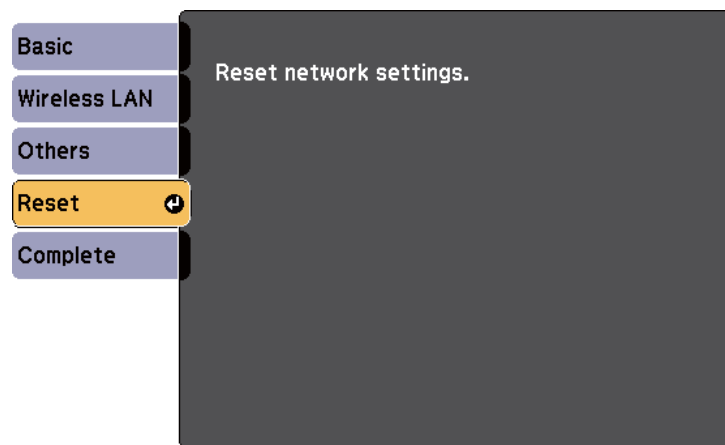 Basic
Wireless LAN
Others
Reset
Complete
Reset network settings.